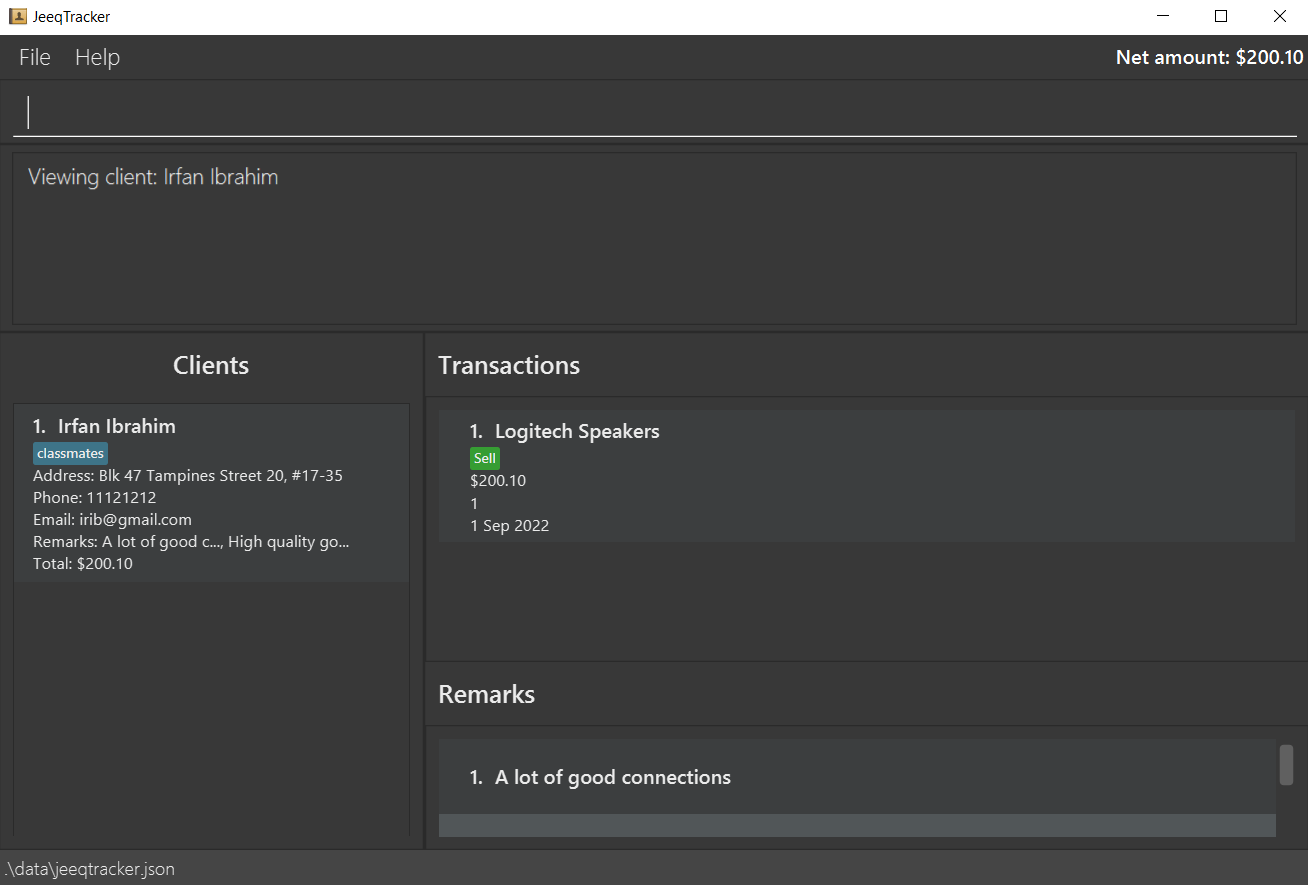 JeeqTracker
File Help Net amount: $200.10
Viewing client: Irfan Ibrahim
Clients
1. Irfan Ibrahim
classmates
Address: Blk 47 Tampines Street 20, #17-35
Phone: 11121212
Email: irib@gmail.com
Remarks: A lot of good c..., High quality go...
Total: $200.10
Transactions
1. Logitech Speakers
Sell
$200.10
1
1 Sep 2022
Remarks
1. A lot of good connections
.\data\jeeqtracker.json